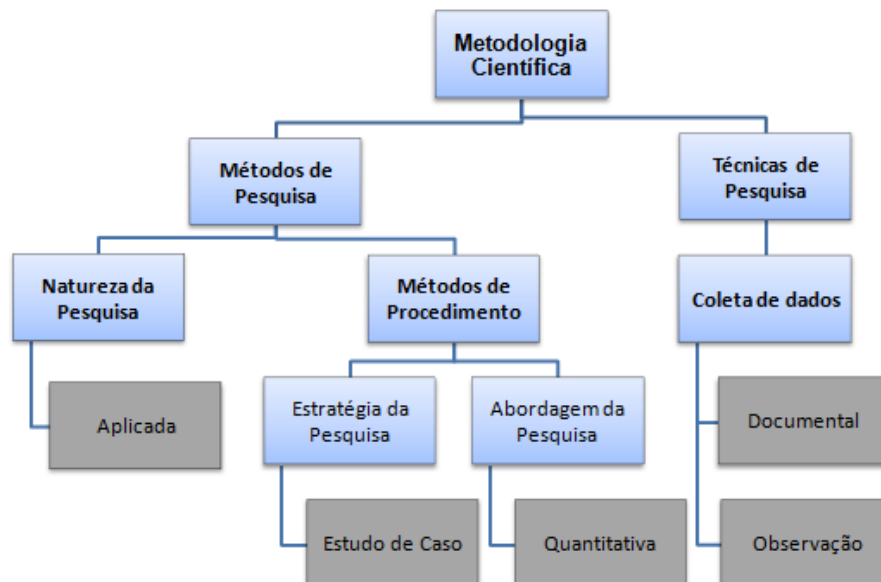 Metodologia
Científica
Métodos de
Pesquisa
Técnicas de
Pesquisa
Natureza da
Pesquisa
Métodos de
Procedimento
Coleta de dados
Aplicada
Estratégia da
Pesquisa
Abordagem da
Pesquisa
Documental
Estudo de Caso
Quantitativa
Observação